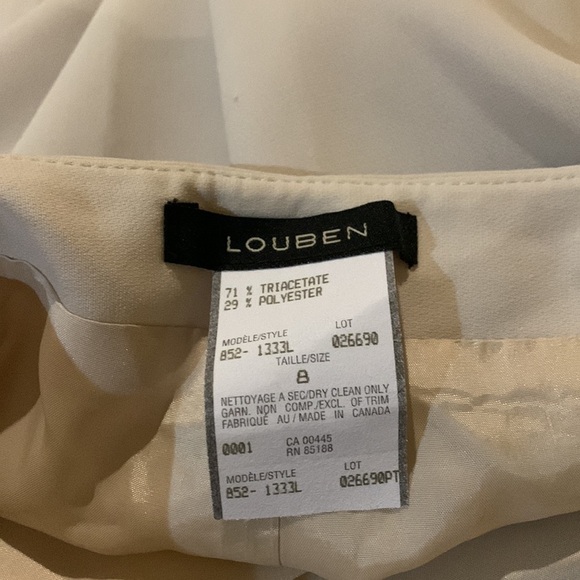 LOUBEN
71 % TRIACETATE
29 % POLYESTER
MODÈLE/STYLE LOT
852- 1333L 026690
TAILLE/SIZE
8
NETTOYAGE A SEC/DRY CLEAN ONLY
GARN. NON COMP./EXCL. OF TRIM
FABRIQUÉ AU / MADE IN CANADA
0001 CA 00445
RN 85188
MODÈLE/STYLE LOT
852- 1333L 026690PT